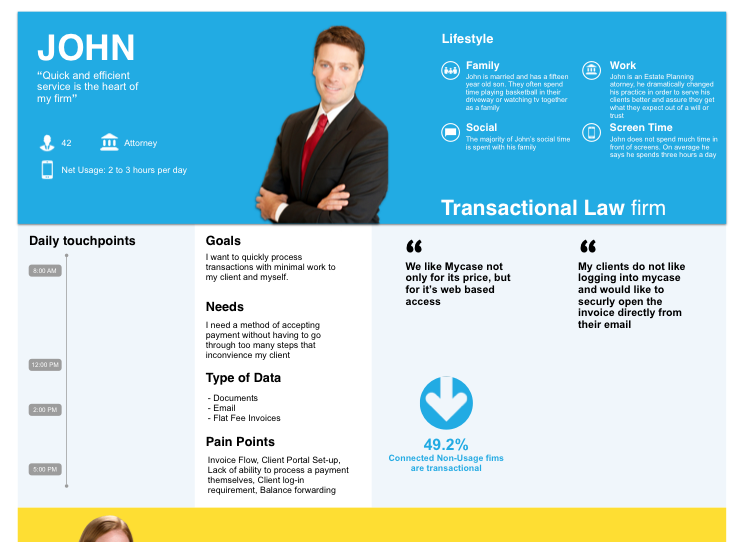 JOHN
“Quick and efficient
service is the heart of
my firm”
42
Attorney
Net Usage: 2 to 3 hours per day
Lifestyle
Family
John is married and has a fifteen
year old son. They often spend
time playing basketball in their
driveway or watching tv together
as a family
Work
John is an Estate Planning
atorney, he dramatically changed
his practice in order to serve his
clients better and assure they get
what they expect out of a will or
trust
Social
The majority of John's social time
is spent with his family
Screen Time
John does not spend much time in
front of screens. On average he
says he spends three hours a day
Transactional Law firm
Daily touchpoints
8:00 AM
12:00 PM
2:00 PM
5:00 PM
Goals
I want to quickly process
transactions with minimal work to
my client and myself.
Needs
I need a method of accepting
payment without having to go
through too many steps that
inconvience my client
Type of Data
- Documents
- Email
- Flat Fee Invoices
Pain Points
Invoice Flow, Client Portal Set-up,
Lack of ability to process a payment
themselves, Client log-in
requirement, Balance forwarding
“
We like Mycase not
only for its price, but
for it's web based
access
“
My clients do not like
logging into mycase
and would like to
securly open the
invoice directly from
their email
49.2%
Connected Non-Usage fims
are transactional